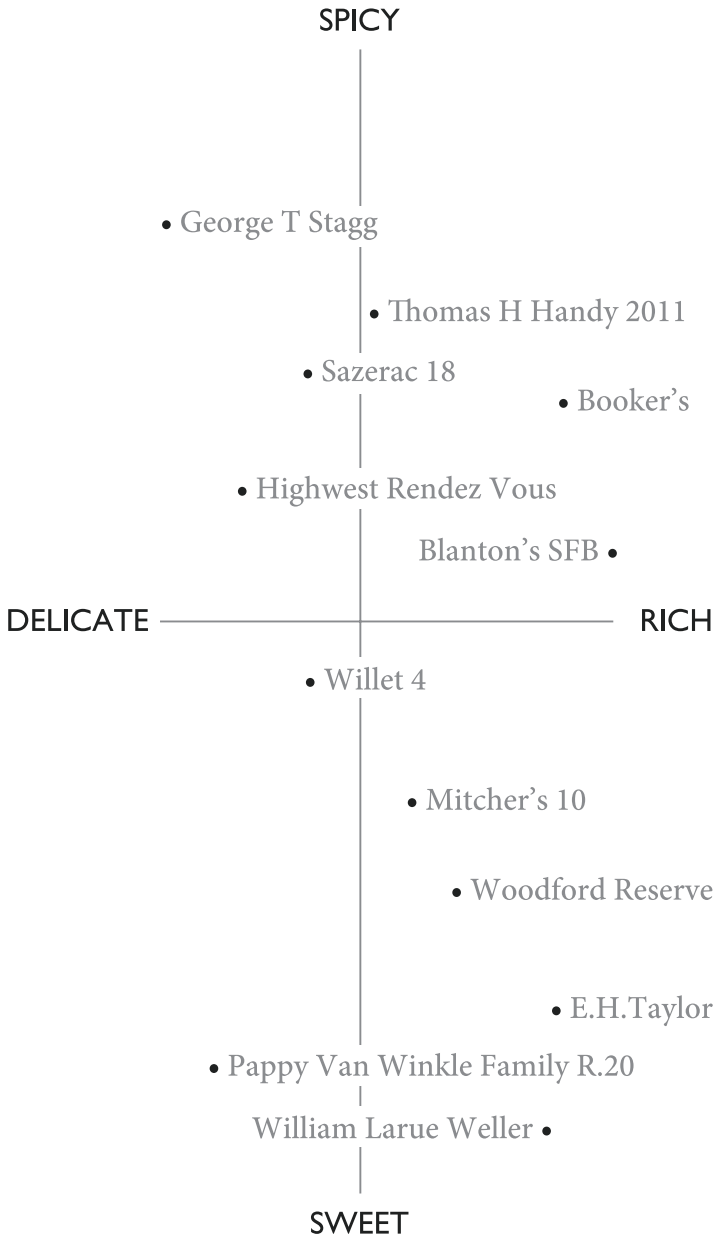 SPICY
George T Stagg
Thomas H Handy 2011
Sazerac 18
Booker's
Highwest Rendez Vous
Blanton's SFB
DELICATE
RICH
Willet 4
Mitcher's 10
Woodford Reserve
E.H.Taylor
Pappy Van Winkle Family R.20
William Larue Weller
SWEET